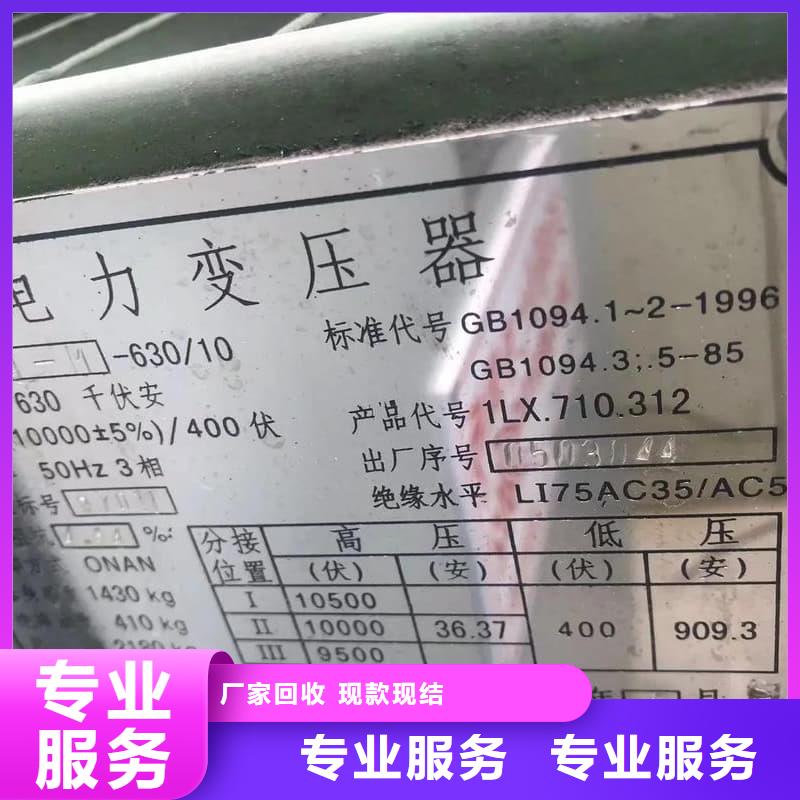 电力变压器
-630/10
标准代号 GB1094.1~2-1996
GB1094.3;.5-85
630 千伏安
产品代号 1LX.710.312
10000±5%)/400 伏
出厂序号 0503044
50Hz 3 相
标号
绝缘水平 LI75AC35/AC5
%:
分接位置 高压 低压
(伏) (安) (伏) (安)
ONAN
I 10500
1430 kg
II 10000 36.37 400 909.3
410 kg
III 9500
月
专业服务
厂家回收 现款现结
专业服务 专业服务